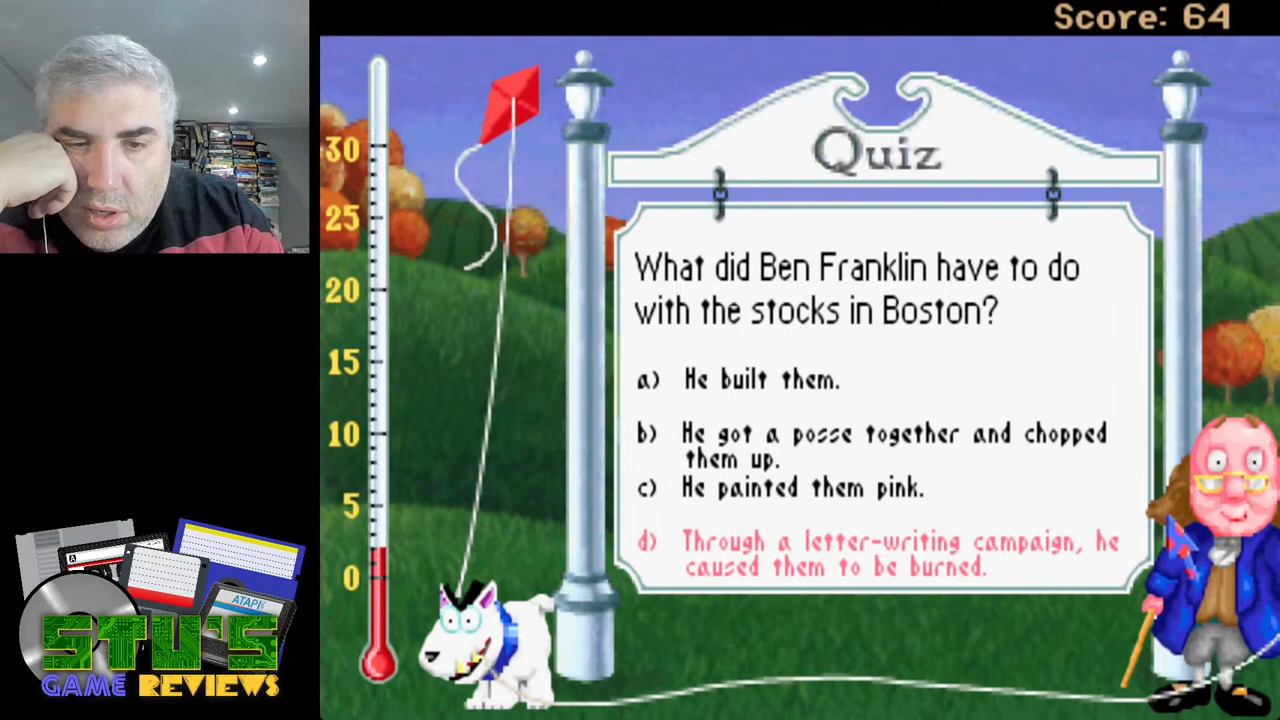 Score: 64
Quiz
30
25
20
15
10
5
0
What did Ben Franklin have to do
with the stocks in Boston?
a) He built them.
b) He got a posse together and chopped
them up.
c) He painted them pink.
d) Through a letter-writing campaign, he
caused them to be burned.
A
ATARI
STU'S
GAME REVIEWS